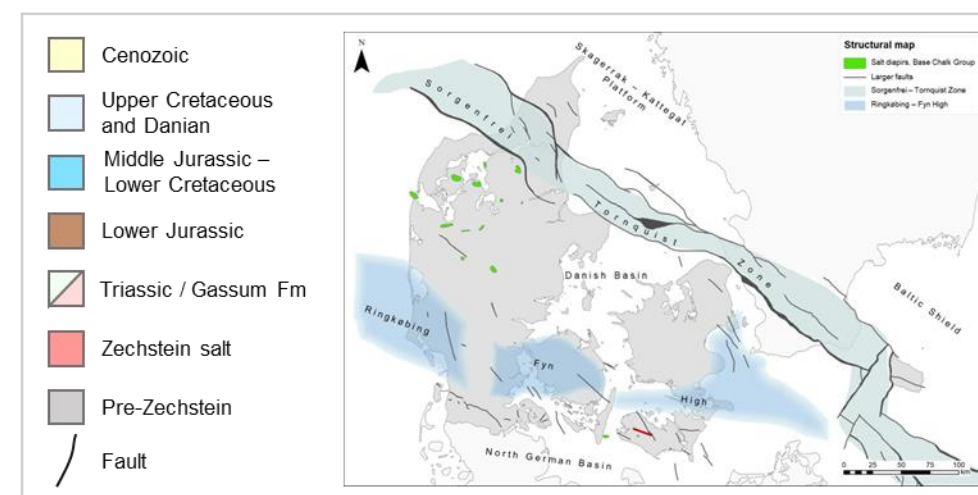 Cenozoic
Upper Cretaceous
and Danian
Middle Jurassic –
Lower Cretaceous
Lower Jurassic
Triassic / Gassum Fm
Zechstein salt
Pre-Zechstein
Fault
N
Skagerrak – Kattegat
Platform
Structural map
Salt diapirs, Base Chalk Group
Larger faults
Sorgenfrei – Tornquist Zone
Ringkøbing – Fyn High
Sorgenfrei
Tornquist
Zone
Danish Basin
Baltic Shield
Ringkøbing
Fyn
High
North German Basin
0 25 50 75 100
km